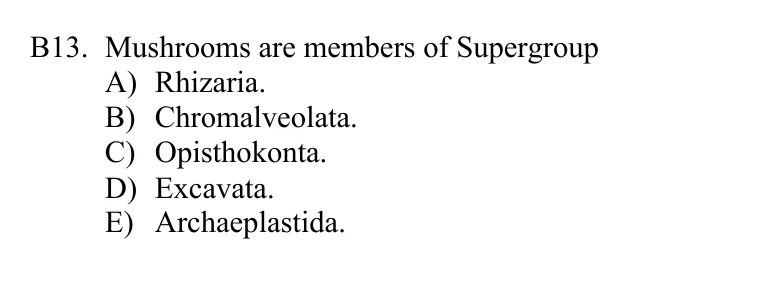 B13. Mushrooms are members of Supergroup
A) Rhizaria.
B) Chromalveolata.
C) Opisthokonta.
D) Excavata.
E) Archaeplastida.